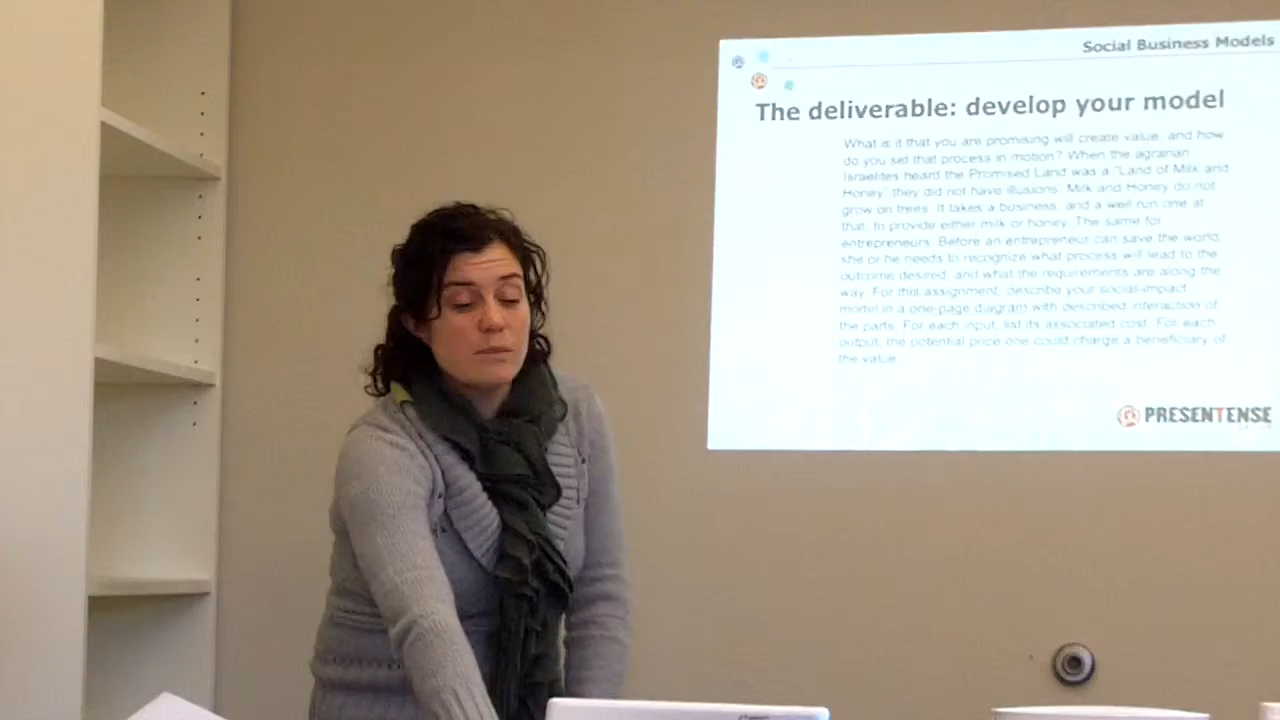 Social Business Models
The deliverable: develop your model
What is it that you are promising will create value, and how
do you set that process in motion? When the agrarian
Israelites heard the Promised Land was a "Land of Milk and
Honey" they did not have illusions. Milk and Honey do not
grow on trees. It takes a business, and a well run one at
that, to provide either milk or honey. The same for
entrepreneurs. Before an entrepreneur can save the world,
she or he needs to recognize what process will lead to the
outcome desired, and what the requirements are along the
way. For this assignment, describe your social-impact
model in a one-page diagram with described interaction of
the parts. For each input, list its associated cost. For each
output, the potential price one could charge a beneficiary of
the value.
PRESENTENSE